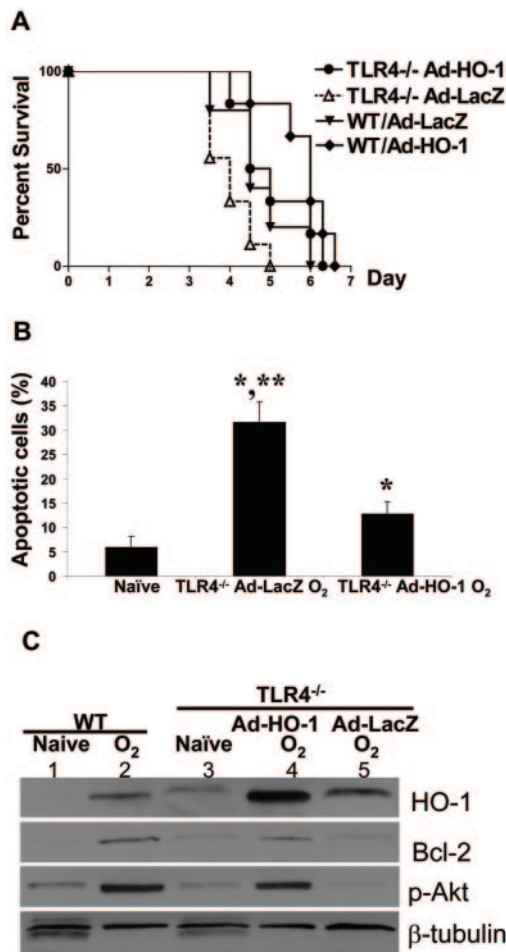 A
Percent Survival
100
50
0
0 1 2 3 4 5 6 7
Day
TLR4-/- Ad-HO-1
TLR4-/- Ad-LacZ
WT/Ad-LacZ
WT/Ad-HO-1
B
Apoptotic cells (%)
40
35
30
25
20
15
10
5
0
*,**
*
Naïve TLR4-/- Ad-LacZ O2 TLR4-/- Ad-HO-1 O2
C
TLR4-/-
WT Ad-HO-1 Ad-LacZ
Naive O2 Naïve O2 O2
1 2 3 4 5
HO-1
Bcl-2
p-Akt
β-tubulin